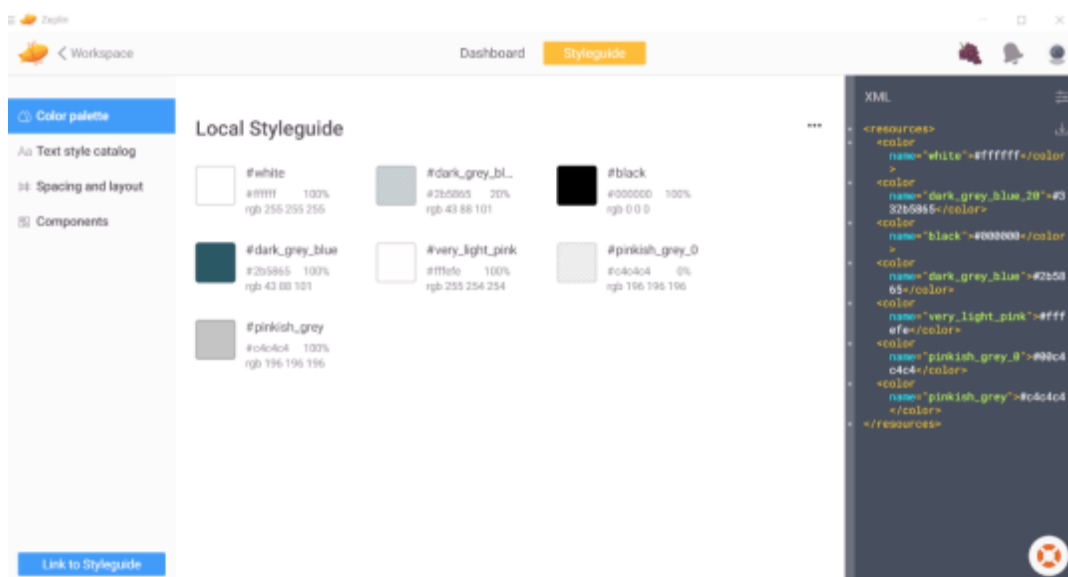 Zeplin
Workspace
Dashboard
Styleguide
Color palette
Aa Text style catalog
Spacing and layout
Components
Link to Styleguide
Local Styleguide
...
#white
#ffffff 100%
rgb 255 255 255
#dark_grey_bl...
#2b5865 20%
rgb 43 88 101
#black
#000000 100%
rgb 0 0 0
#dark_grey_blue
#2b5865 100%
rgb 43 88 101
#very_light_pink
#fffefe 100%
rgb 255 254 254
#pinkish_grey_0
#c4c4c4 0%
rgb 196 196 196
#pinkish_grey
#c4c4c4 100%
rgb 196 196 196
XML
<resources>
<color
name="white">#ffffff</color
>
<color
name="dark_grey_blue_20">#3
32b5865</color>
<color
name="black">#000000</color
>
<color
name="dark_grey_blue">#2b58
65</color>
<color
name="very_light_pink">#fff
efe</color>
<color
name="pinkish_grey_0">#00c4
c4c4</color>
<color
name="pinkish_grey">#c4c4c4
</color>
</resources>